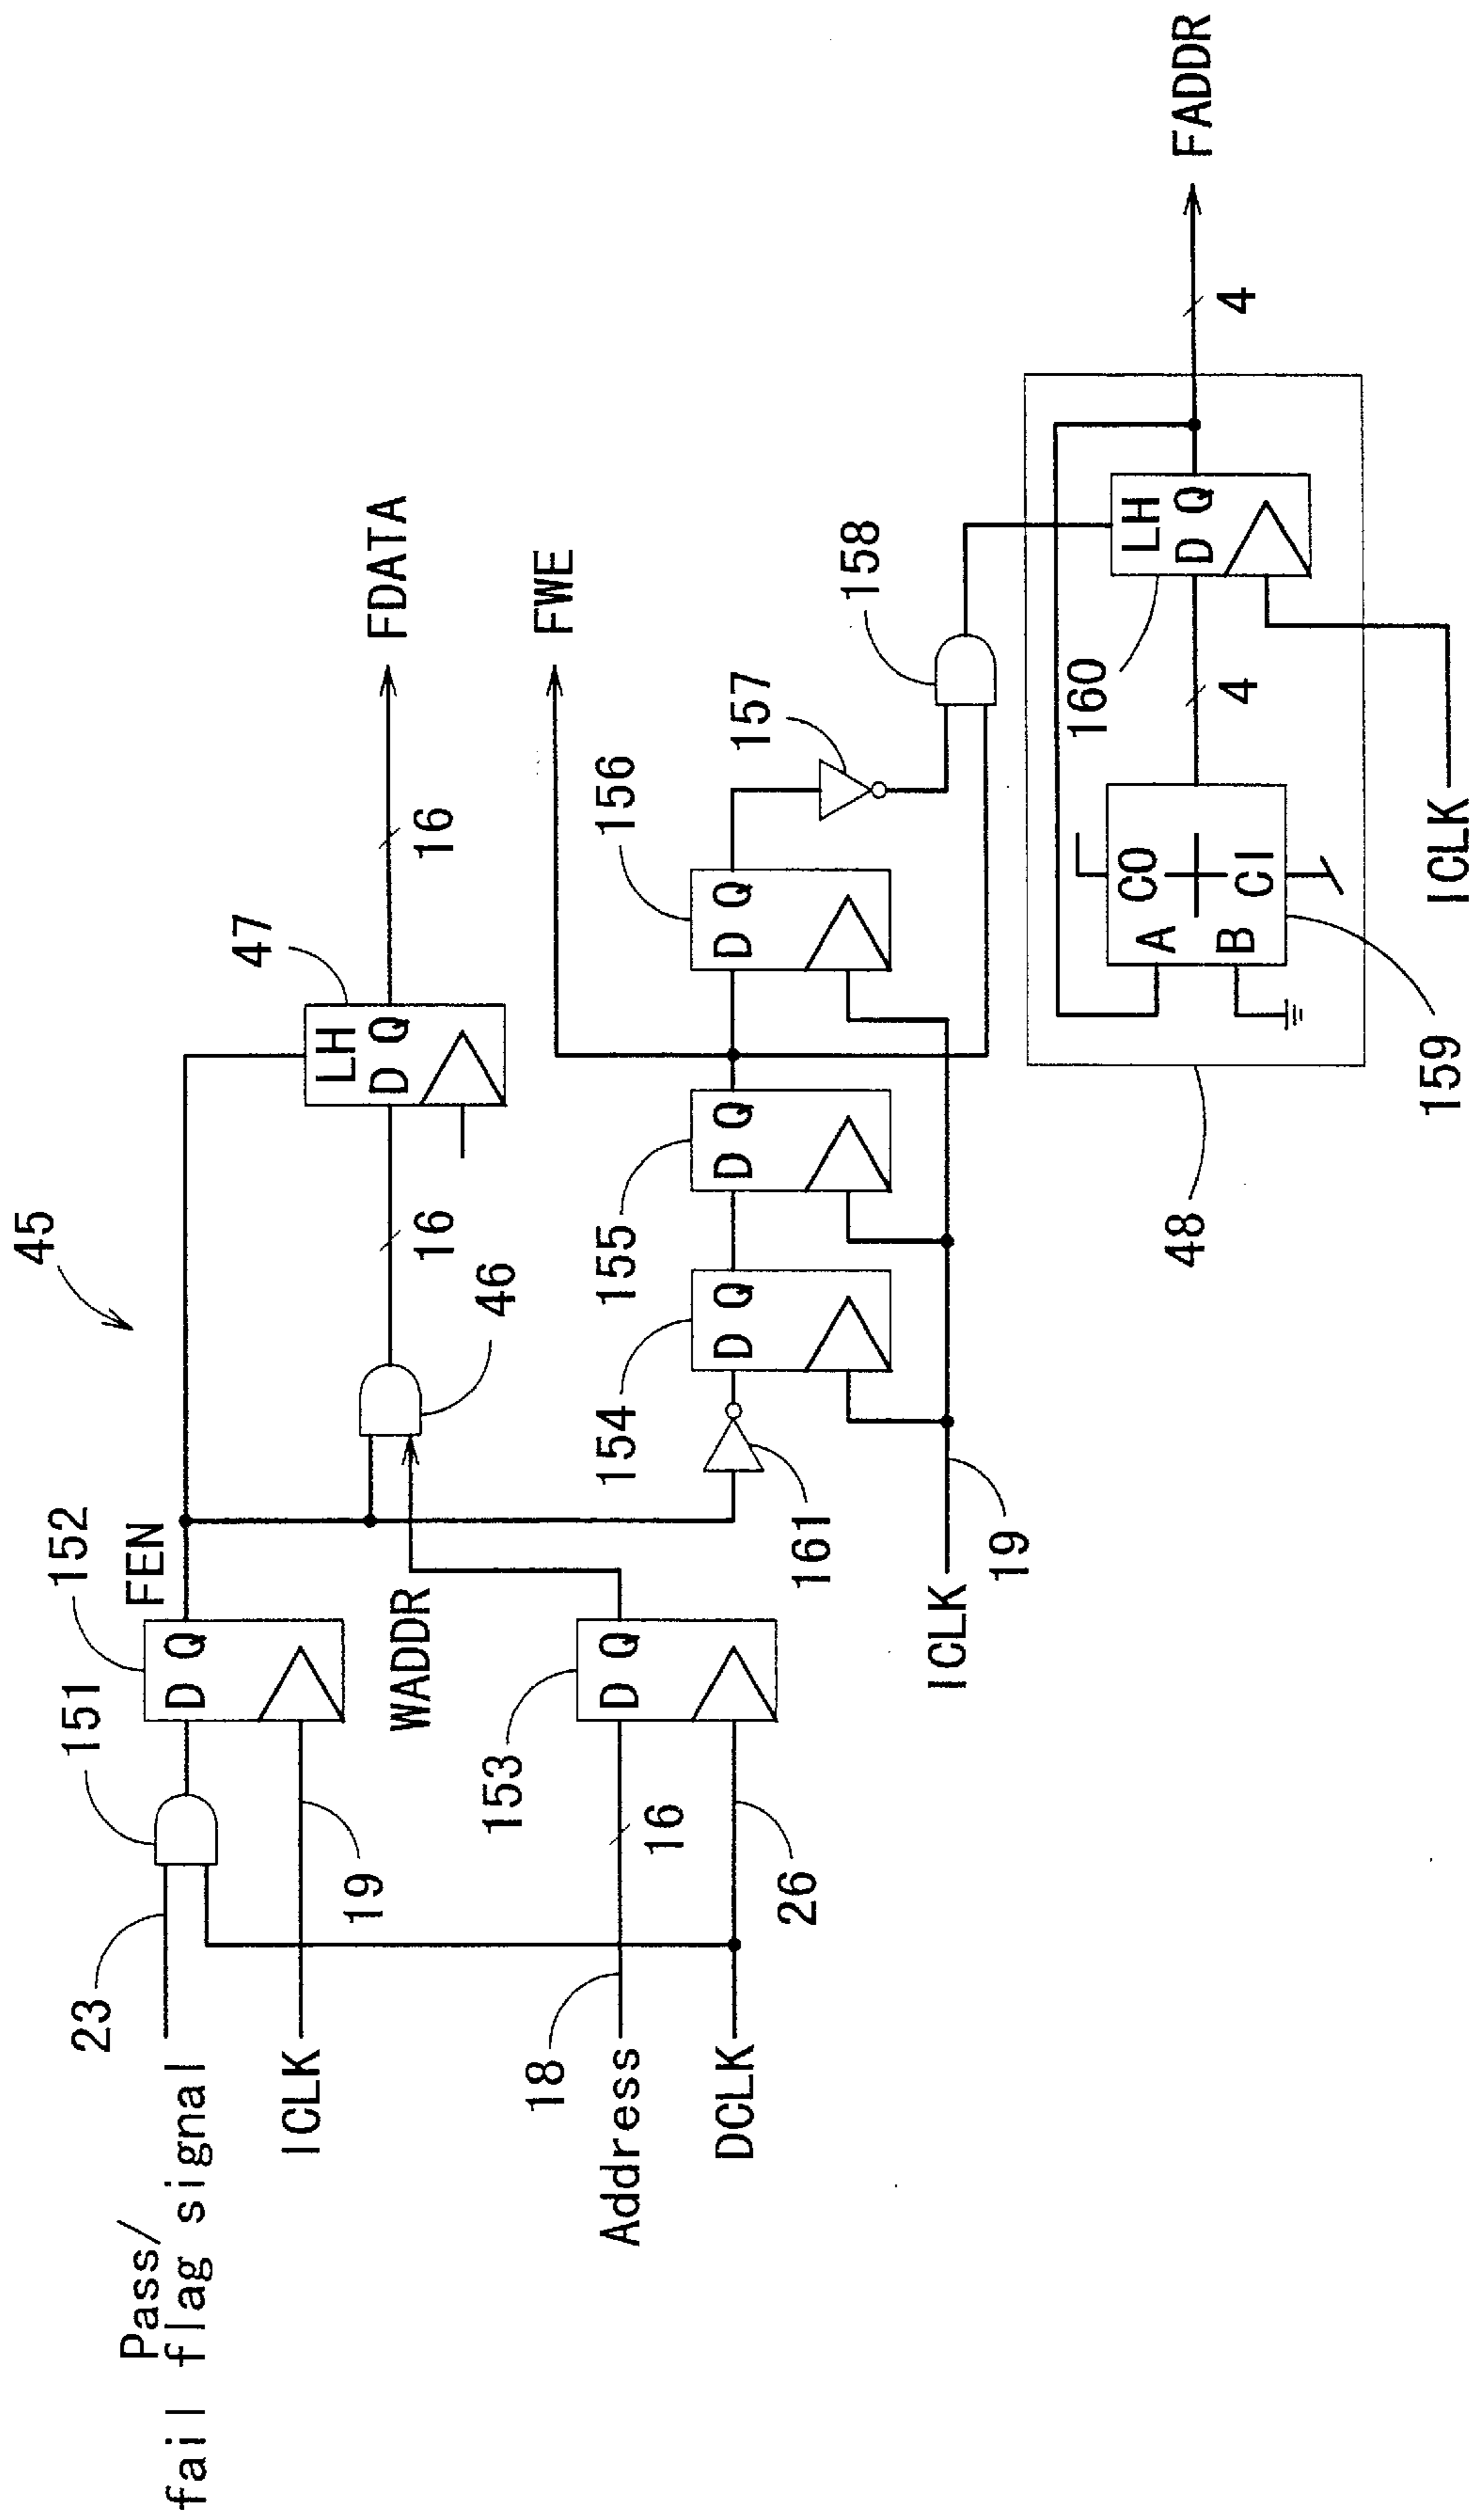 45
152
FEN
151
23
Pass/
fail flag signal
ICLK
19
D Q
47
LH
D Q
16
FDATA
16
46
WADDR
153
D Q
18
Address
16
DCLK
26
FWE
154
D Q
155
D Q
156
D Q
157
158
161
ICLK
19
48
159
A
B
CO
CI
4
160
LH
D Q
ICLK
4
FADDR